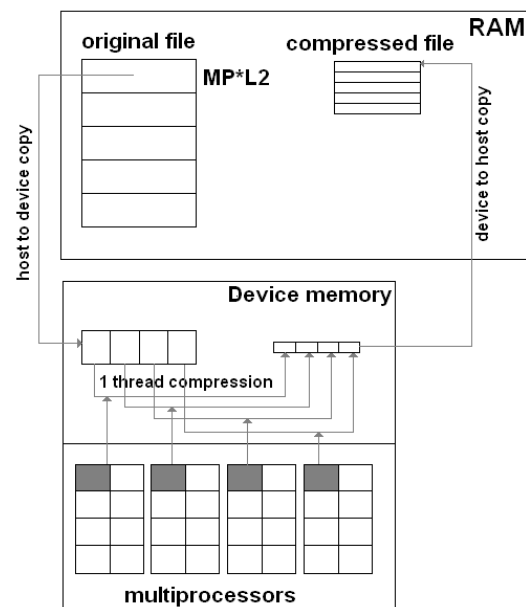 RAM
original file
compressed file
MP*L2
host to device copy
device to host copy
Device memory
1 thread compression
multiprocessors